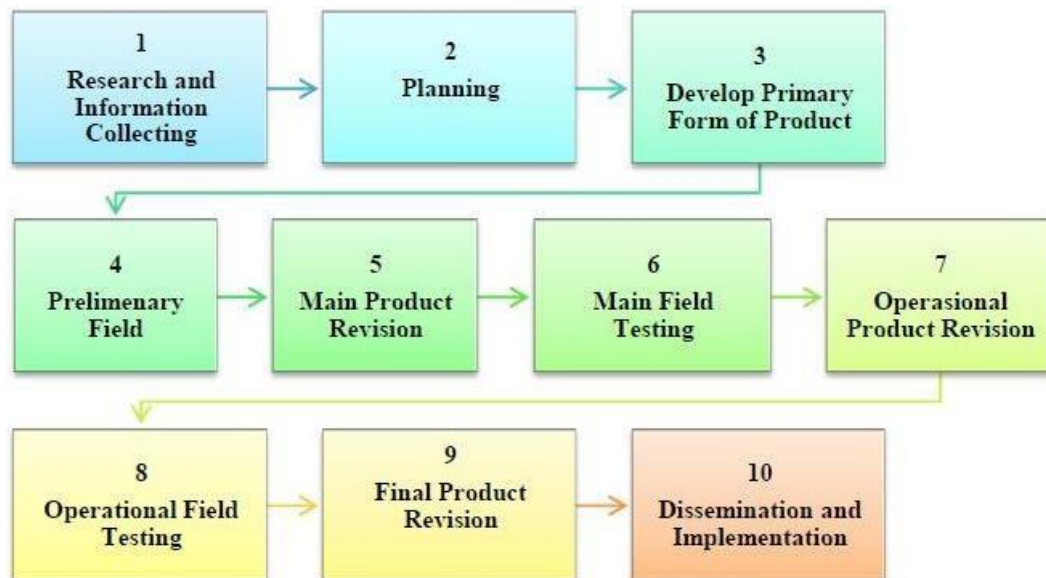 1
Research and
Information
Collecting
2
Planning
3
Develop Primary
Form of Product
4
Prelimenary
Field
5
Main Product
Revision
6
Main Field
Testing
7
Operasional
Product Revision
8
Operational Field
Testing
9
Final Product
Revision
10
Dissemination and
Implementation